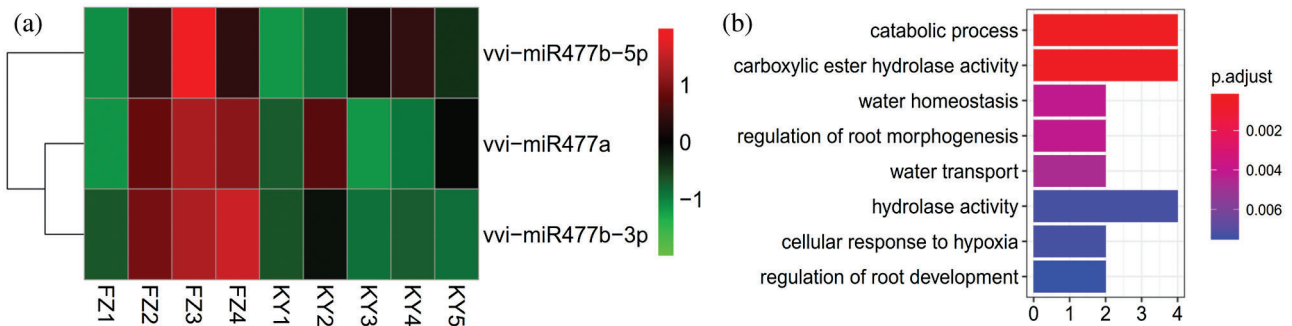 (a)
vvi−miR477b−5p
vvi−miR477a
vvi−miR477b−3p
1
0
−1
FZ1
FZ2
FZ3
FZ4
KY1
KY2
KY3
KY4
KY5
(b)
catabolic process
carboxylic ester hydrolase activity
water homeostasis
regulation of root morphogenesis
water transport
hydrolase activity
cellular response to hypoxia
regulation of root development
0 1 2 3 4
p.adjust
0.002
0.004
0.006